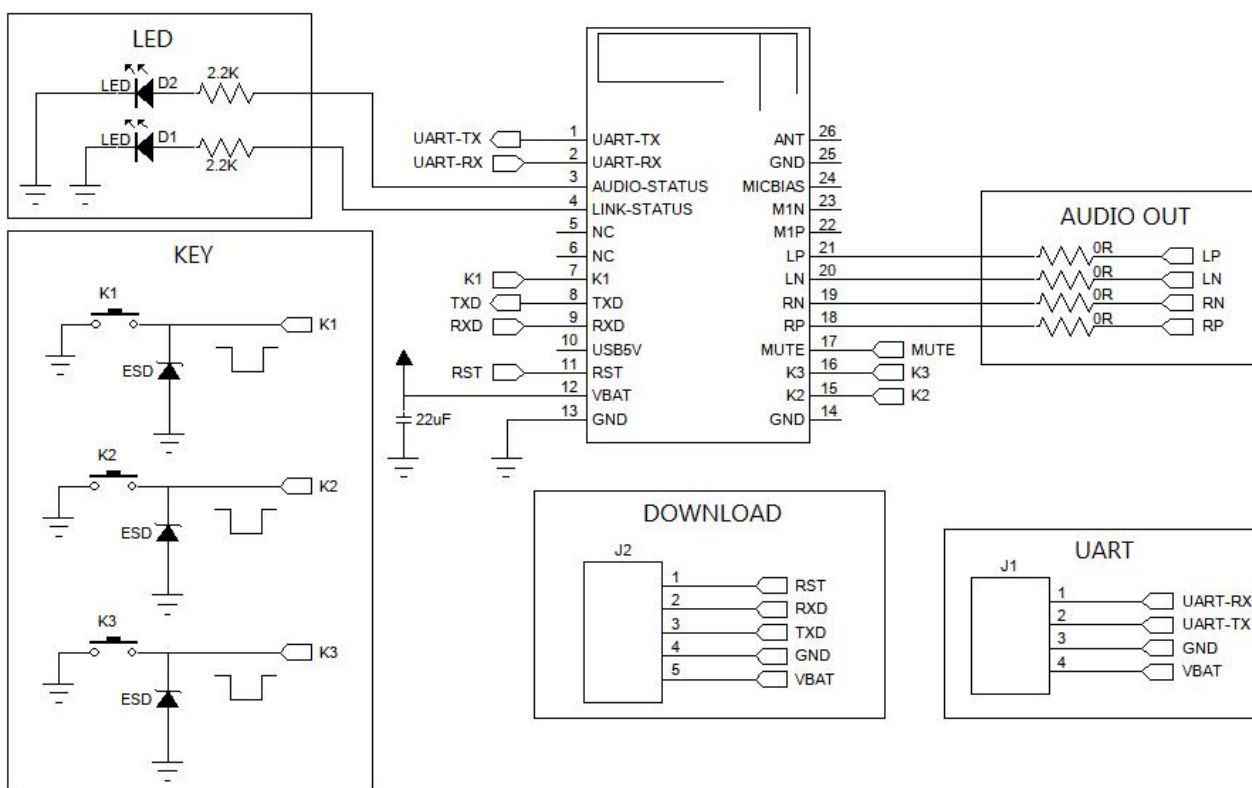 LED
LED D2 2.2K
LED D1 2.2K
KEY
K1
K1
ESD
K2
K2
ESD
K3
K3
ESD
UART-TX 1 UART-TX
UART-RX 2 UART-RX
3 AUDIO-STATUS
4 LINK-STATUS
5 NC
6 NC
K1 7 K1
TXD 8 TXD
RXD 9 RXD
10 USB5V
RST 11 RST
12 VBAT
13 GND
22uF
ANT 26
GND 25
MICBIAS 24
M1N 23
M1P 22
LP 21
LN 20
RN 19
RP 18
MUTE 17 MUTE
K3 16 K3
K2 15 K2
GND 14
AUDIO OUT
0R LP
0R LN
0R RN
0R RP
DOWNLOAD
J2
1 RST
2 RXD
3 TXD
4 GND
5 VBAT
UART
J1
1 UART-RX
2 UART-TX
3 GND
4 VBAT